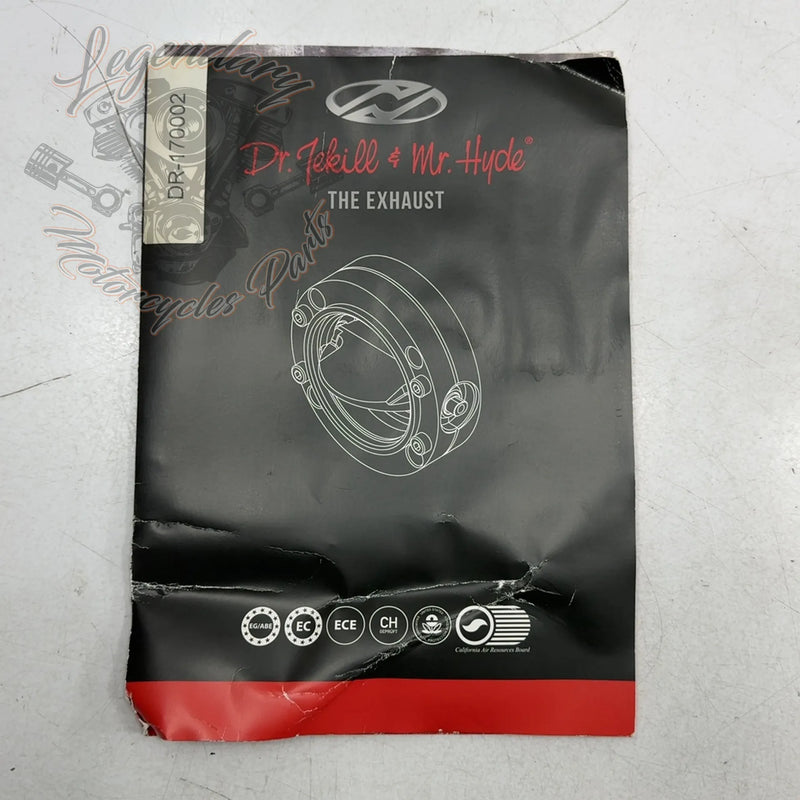 Legendary
Motorcycles Parts
DR-170002
Dr. Jekill & Mr. Hyde®
THE EXHAUST
EG/ABE
EC
ECE
CH
GEPRÜFT
California Air Resources Board